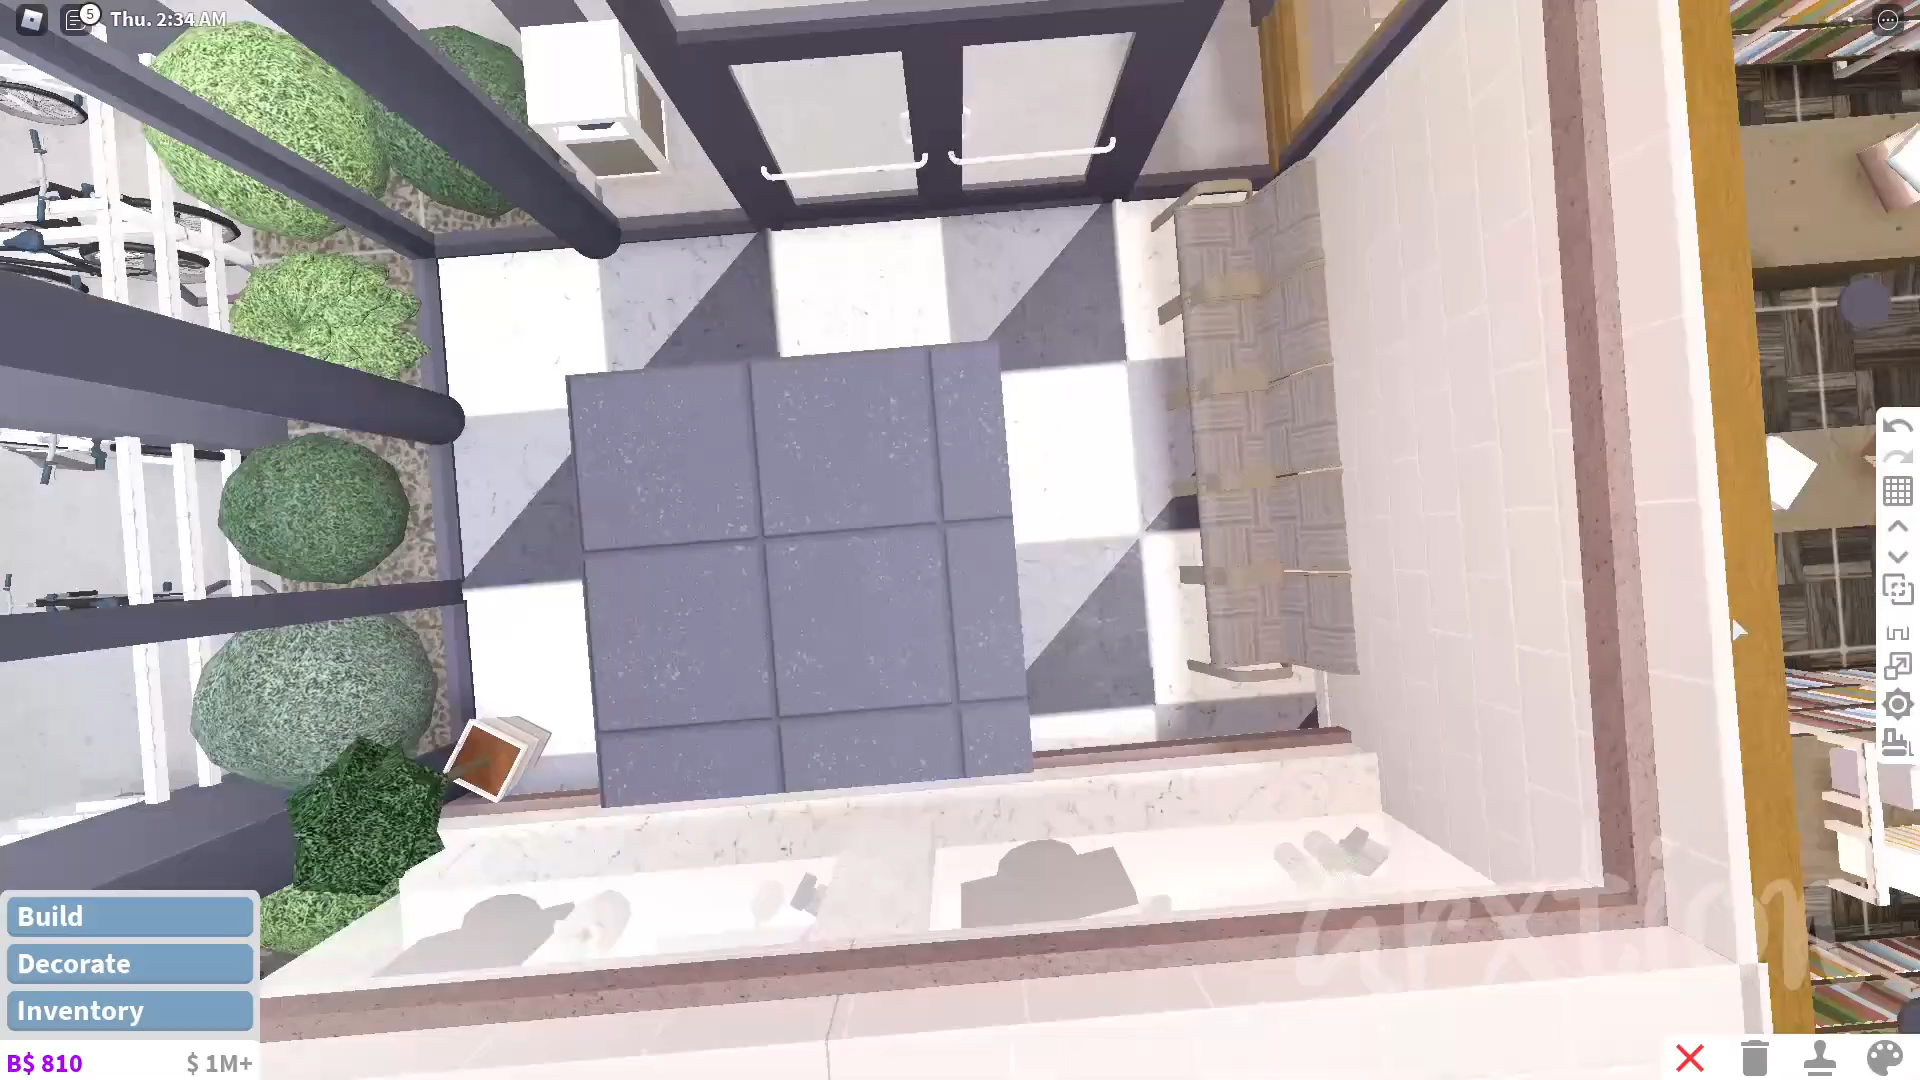 5
Thu. 2:34 AM
Build
Decorate
Inventory
B$ 810
$ 1M+